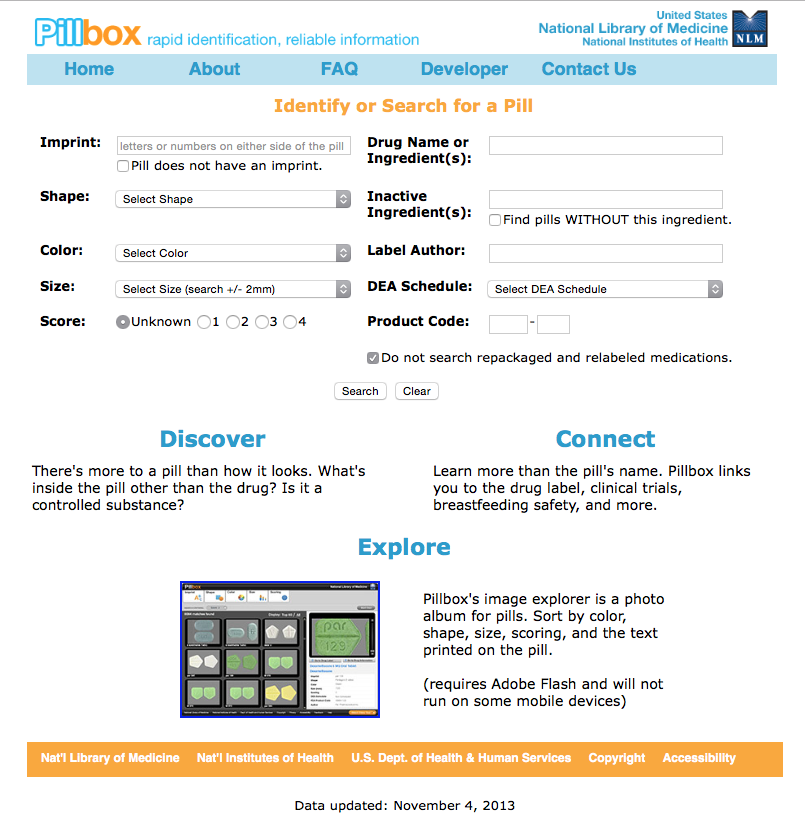 Pillbox rapid identification, reliable information
United States
National Library of Medicine
National Institutes of Health
NLM
Home About FAQ Developer Contact Us
Identify or Search for a Pill
Imprint: letters or numbers on either side of the pill
Pill does not have an imprint.
Drug Name or
Ingredient(s):
Shape: Select Shape
Inactive
Ingredient(s):
Find pills WITHOUT this ingredient.
Color: Select Color
Label Author:
Size: Select Size (search +/- 2mm)
DEA Schedule: Select DEA Schedule
Score: Unknown 1 2 3 4
Product Code: -
Do not search repackaged and relabeled medications.
Search Clear
Discover
There's more to a pill than how it looks. What's
inside the pill other than the drug? Is it a
controlled substance?
Connect
Learn more than the pill's name. Pillbox links
you to the drug label, clinical trials,
breastfeeding safety, and more.
Explore
Pillbox
par
123
Pillbox's image explorer is a photo
album for pills. Sort by color,
shape, size, scoring, and the text
printed on the pill.
(requires Adobe Flash and will not
run on some mobile devices)
Nat'l Library of Medicine Nat'l Institutes of Health U.S. Dept. of Health & Human Services Copyright Accessibility
Data updated: November 4, 2013